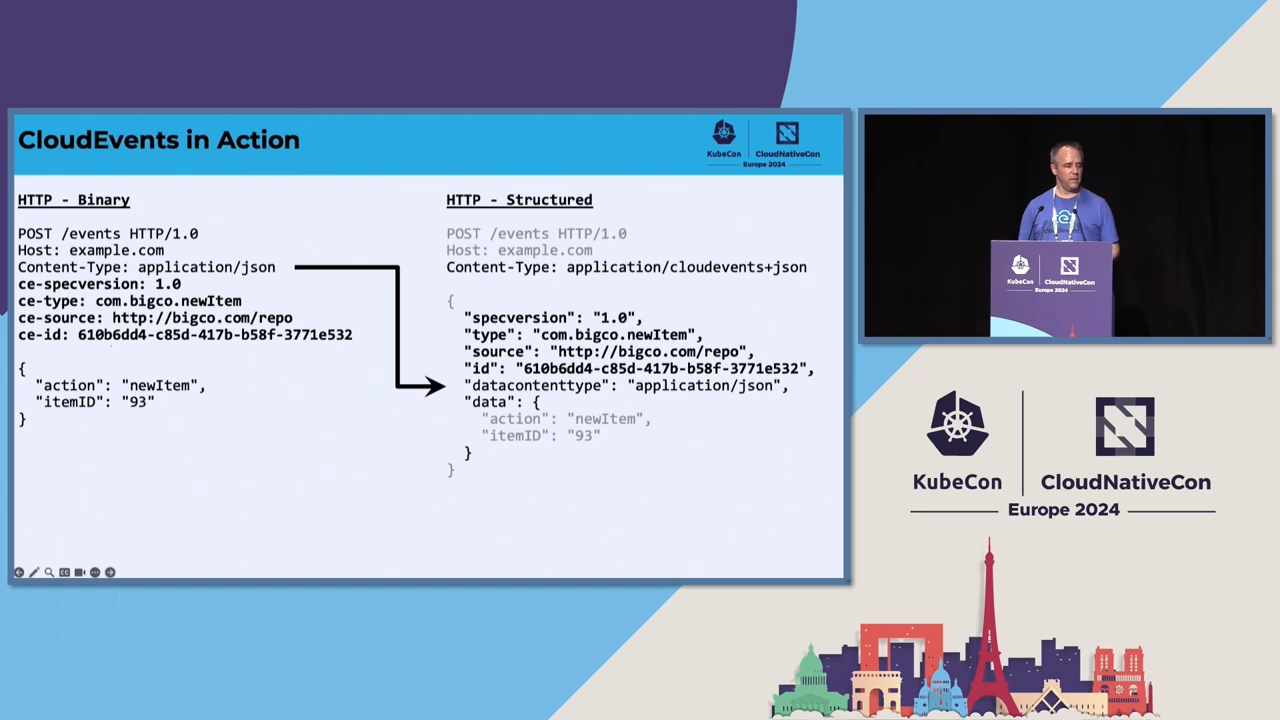 CloudEvents in Action
KubeCon
CloudNativeCon
Europe 2024
HTTP - Binary
POST /events HTTP/1.0
Host: example.com
Content-Type: application/json
ce-specversion: 1.0
ce-type: com.bigco.newItem
ce-source: http://bigco.com/repo
ce-id: 610b6dd4-c85d-417b-b58f-3771e532
{
"action": "newItem",
"itemID": "93"
}
HTTP - Structured
POST /events HTTP/1.0
Host: example.com
Content-Type: application/cloudevents+json
{
"specversion": "1.0",
"type": "com.bigco.newItem",
"source": "http://bigco.com/repo",
"id": "610b6dd4-c85d-417b-b58f-3771e532",
"datacontenttype": "application/json",
"data": {
"action": "newItem",
"itemID": "93"
}
}
KubeCon
CloudNativeCon
Europe 2024
KubeCon
CloudNativeCon
Europe 2024